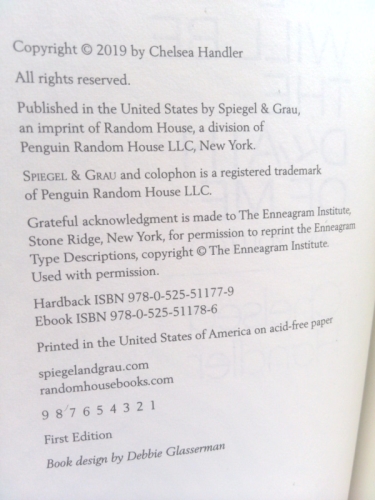 Copyright © 2019 by Chelsea Handler
All rights reserved.
Published in the United States by Spiegel & Grau,
an imprint of Random House, a division of
Penguin Random House LLC, New York.
SPIEGEL & GRAU and colophon is a registered trademark
of Penguin Random House LLC.
Grateful acknowledgment is made to The Enneagram Institute,
Stone Ridge, New York, for permission to reprint the Enneagram
Type Descriptions, copyright © The Enneagram Institute.
Used with permission.
Hardback ISBN 978-0-525-51177-9
Ebook ISBN 978-0-525-51178-6
Printed in the United States of America on acid-free paper
spiegelandgrau.com
randomhousebooks.com
9 8 7 6 5 4 3 2 1
First Edition
Book design by Debbie Glasserman